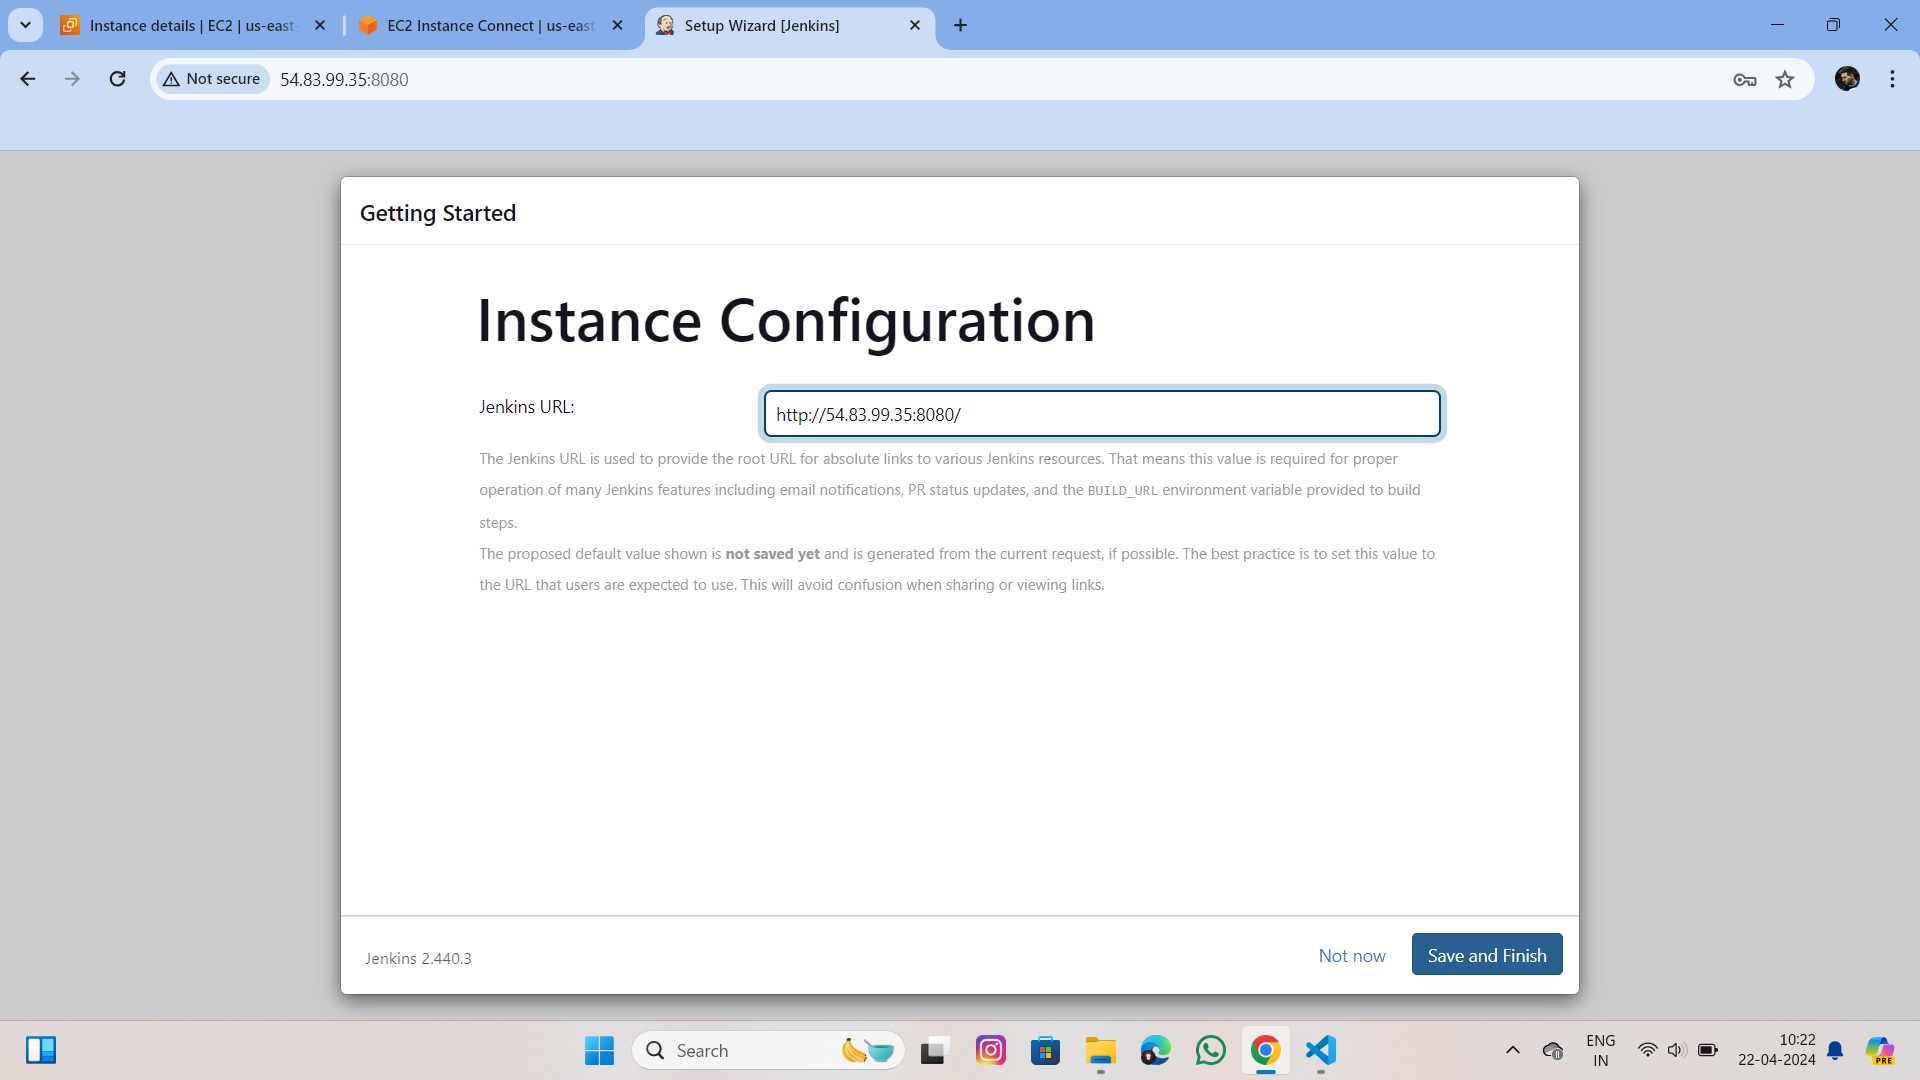 Instance details | EC2 | us-east-
EC2 Instance Connect | us-east
Setup Wizard [Jenkins]
Not secure
54.83.99.35:8080
Getting Started
Instance Configuration
Jenkins URL:
http://54.83.99.35:8080/
The Jenkins URL is used to provide the root URL for absolute links to various Jenkins resources. That means this value is required for proper
operation of many Jenkins features including email notifications, PR status updates, and the BUILD_URL environment variable provided to build
steps.
The proposed default value shown is not saved yet and is generated from the current request, if possible. The best practice is to set this value to
the URL that users are expected to use. This will avoid confusion when sharing or viewing links.
Jenkins 2.440.3
Not now
Save and Finish
Search
ENG
IN
10:22
22-04-2024
PRE